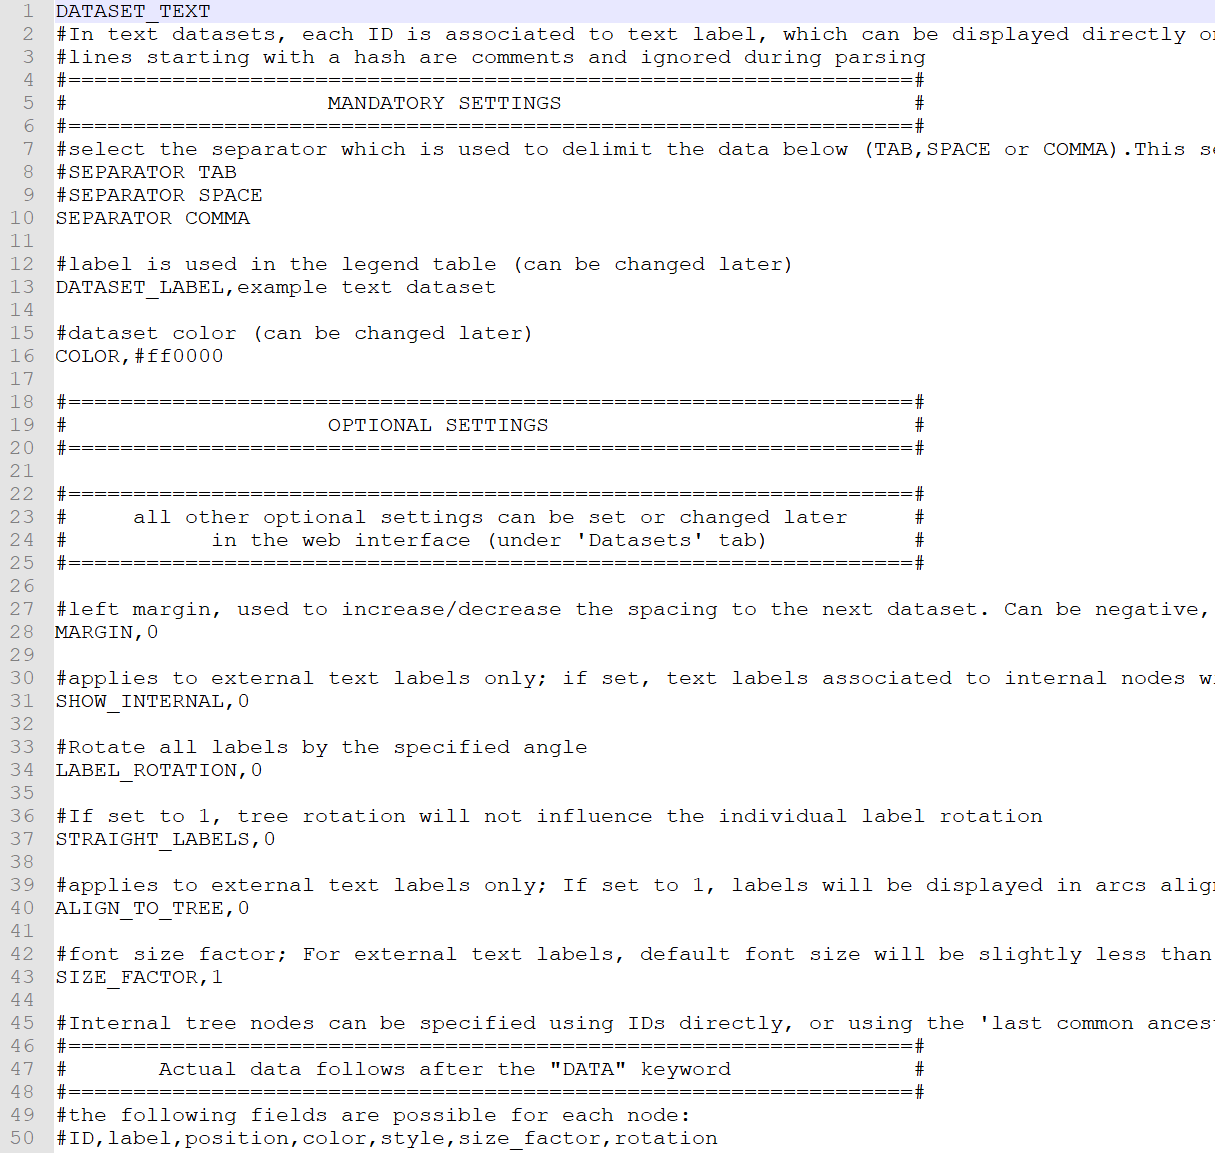 1 DATASET_TEXT
2 #In text datasets, each ID is associated to text label, which can be displayed directly o
3 #lines starting with a hash are comments and ignored during parsing
4 #=================================================================#
5 #                    MANDATORY SETTINGS                           #
6 #=================================================================#
7 #select the separator which is used to delimit the data below (TAB,SPACE or COMMA).This s
8 #SEPARATOR TAB
9 #SEPARATOR SPACE
10 SEPARATOR COMMA
11
12 #label is used in the legend table (can be changed later)
13 DATASET_LABEL,example text dataset
14
15 #dataset color (can be changed later)
16 COLOR,#ff0000
17
18 #=================================================================#
19 #                    OPTIONAL SETTINGS                            #
20 #=================================================================#
21
22 #=================================================================#
23 #     all other optional settings can be set or changed later     #
24 #           in the web interface (under 'Datasets' tab)           #
25 #=================================================================#
26
27 #left margin, used to increase/decrease the spacing to the next dataset. Can be negative,
28 MARGIN,0
29
30 #applies to external text labels only; if set, text labels associated to internal nodes w
31 SHOW_INTERNAL,0
32
33 #Rotate all labels by the specified angle
34 LABEL_ROTATION,0
35
36 #If set to 1, tree rotation will not influence the individual label rotation
37 STRAIGHT_LABELS,0
38
39 #applies to external text labels only; If set to 1, labels will be displayed in arcs alig
40 ALIGN_TO_TREE,0
41
42 #font size factor; For external text labels, default font size will be slightly less than
43 SIZE_FACTOR,1
44
45 #Internal tree nodes can be specified using IDs directly, or using the 'last common ances
46 #=================================================================#
47 #       Actual data follows after the "DATA" keyword              #
48 #=================================================================#
49 #the following fields are possible for each node:
50 #ID,label,position,color,style,size_factor,rotation